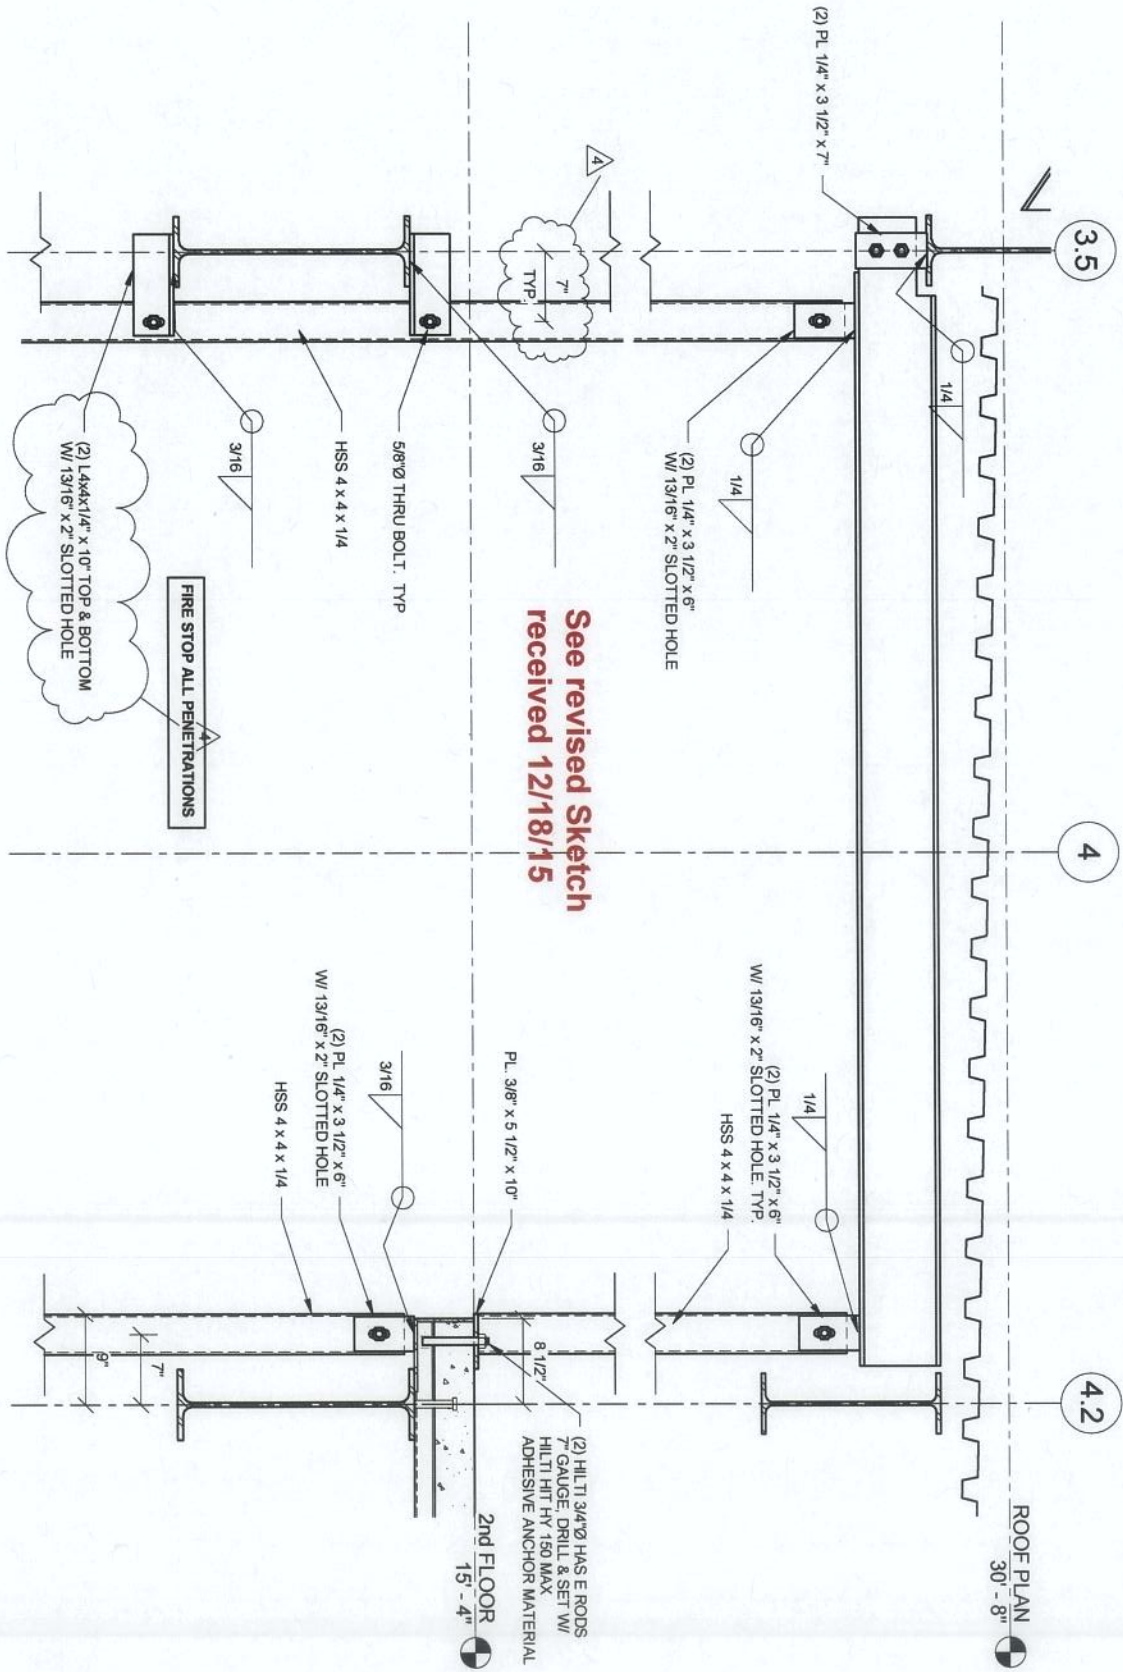 3.5
4
4.2
ROOF PLAN
30' - 8"
(2) PL 1/4" x 3 1/2" x 7"
1/4
1/4
(2) PL 1/4" x 3 1/2" x 6"
W/ 13/16" x 2" SLOTTED HOLE
1/4
(2) PL 1/4" x 3 1/2" x 6"
W/ 13/16" x 2" SLOTTED HOLE. TYP.
HSS 4 x 4 x 1/4
4
7"
TYP
See revised Sketch
received 12/18/15
3/16
5/8"Ø THRU BOLT. TYP
HSS 4 x 4 x 1/4
3/16
(2) L4x4x1/4" x 10" TOP & BOTTOM
W/ 13/16" x 2" SLOTTED HOLE
4
FIRE STOP ALL PENETRATIONS
PL. 3/8" x 5 1/2" x 10"
8 1/2"
(2) HILTI 3/4"Ø HAS E RODS
7" GAUGE, DRILL & SET W/
HILTI HIT HY 150 MAX
ADHESIVE ANCHOR MATERIAL
2nd FLOOR
15' - 4"
3/16
(2) PL 1/4" x 3 1/2" x 6"
W/ 13/16" x 2" SLOTTED HOLE
HSS 4 x 4 x 1/4
7"
9"